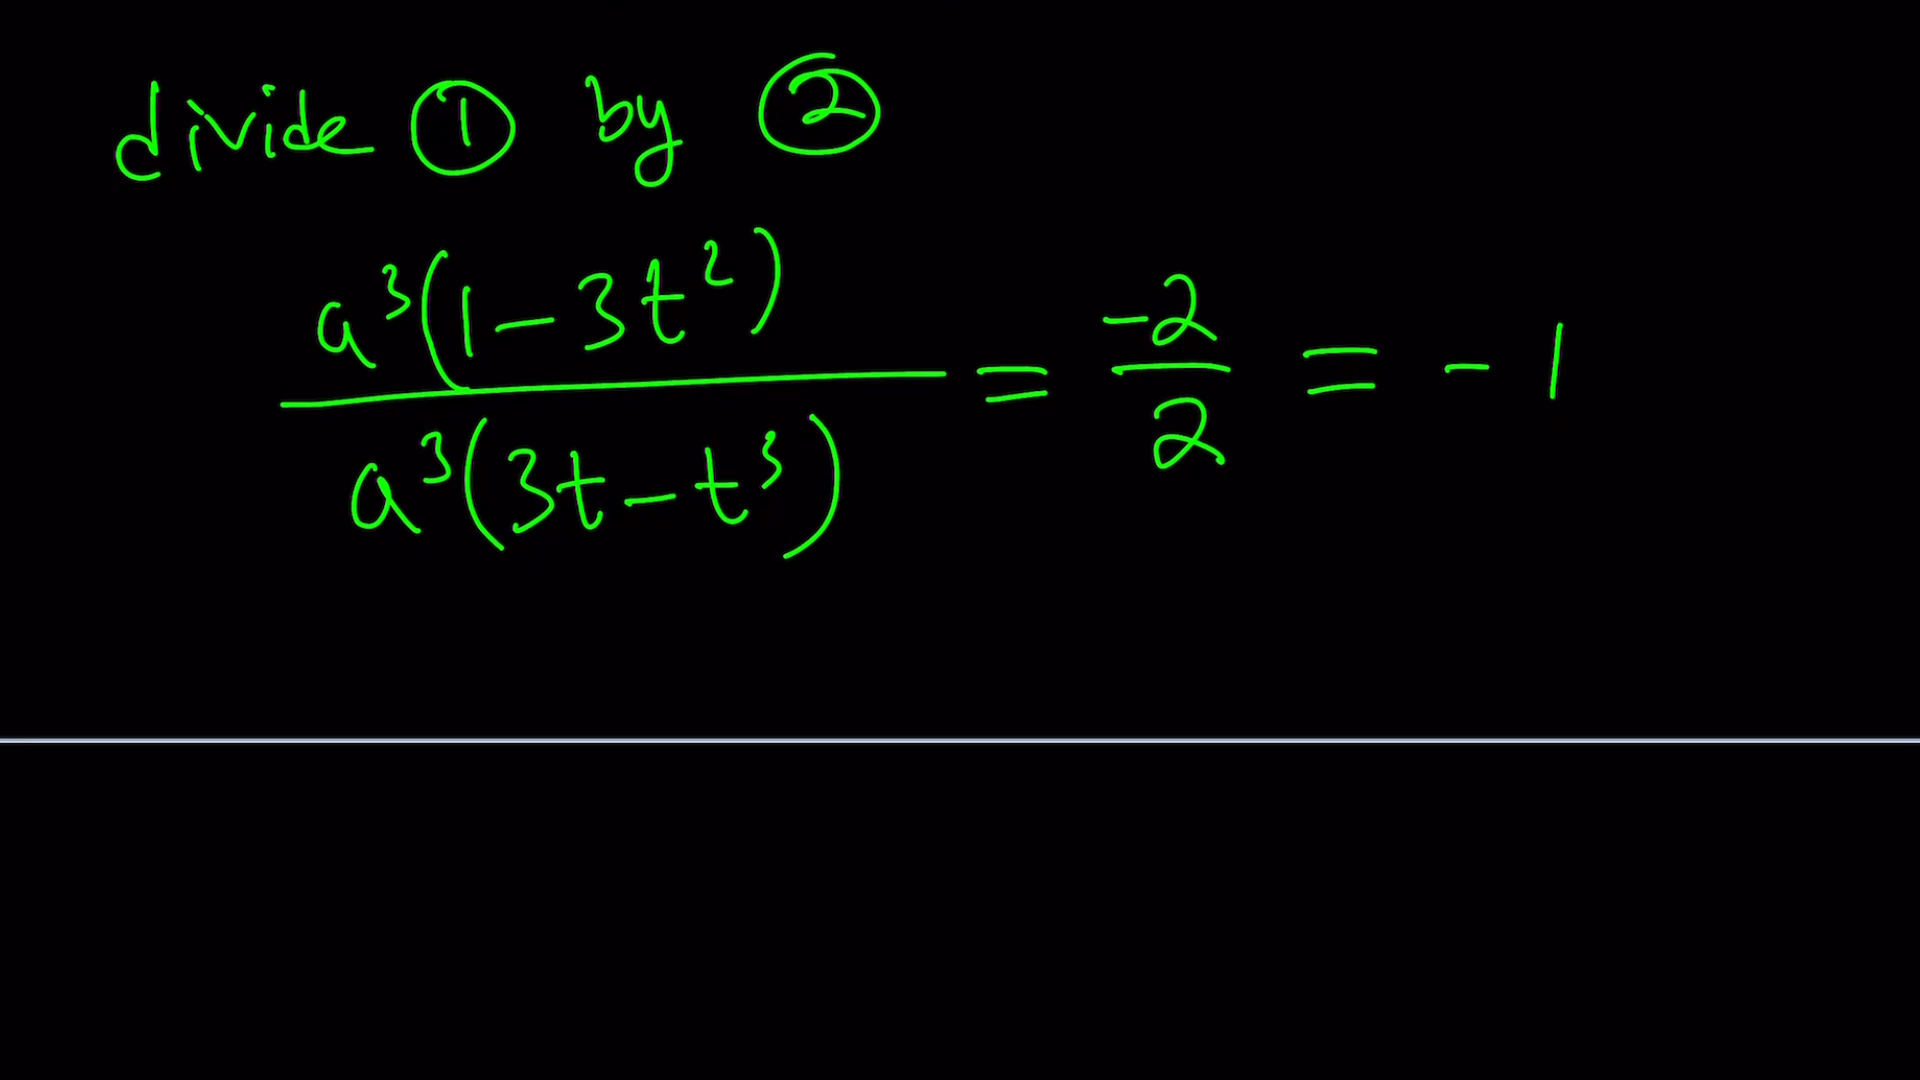 divide ① by ②
a³(1-3t²)/a³(3t-t³) = -2/2 = -1